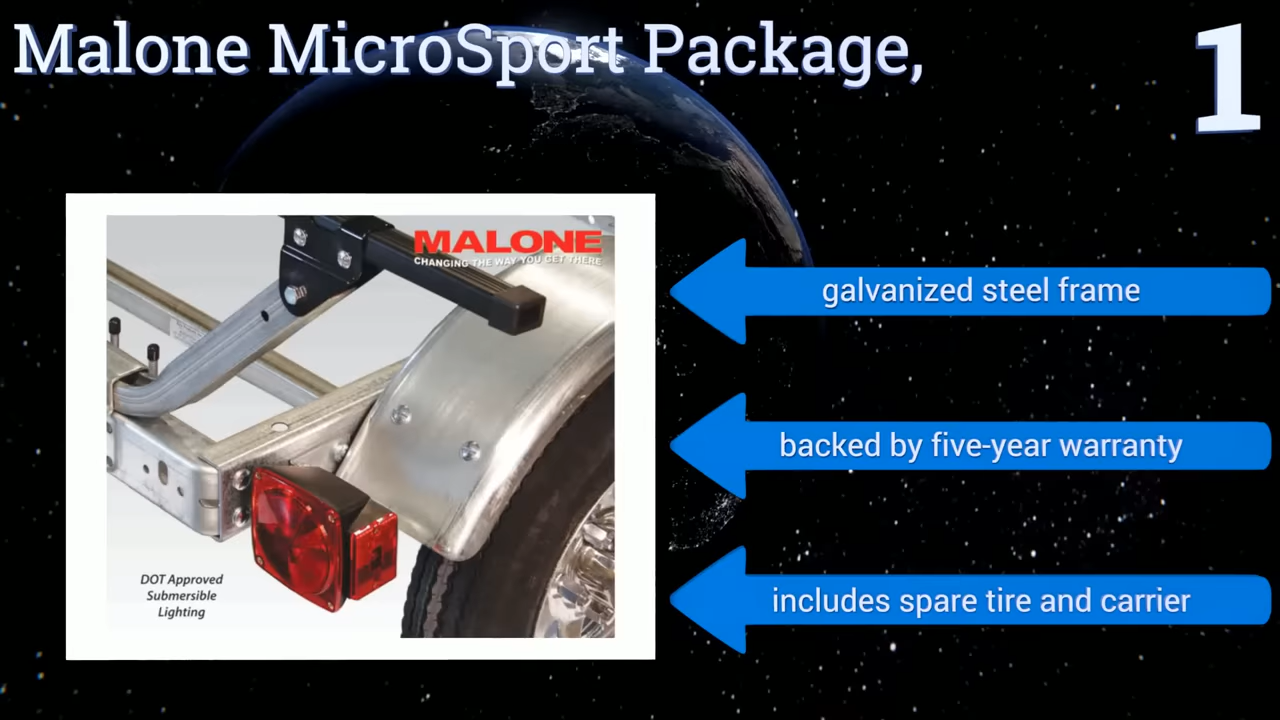 Malone MicroSport Package,
1
MALONE
CHANGING THE WAY YOU GET THERE
galvanized steel frame
backed by five-year warranty
includes spare tire and carrier
DOT Approved
Submersible
Lighting